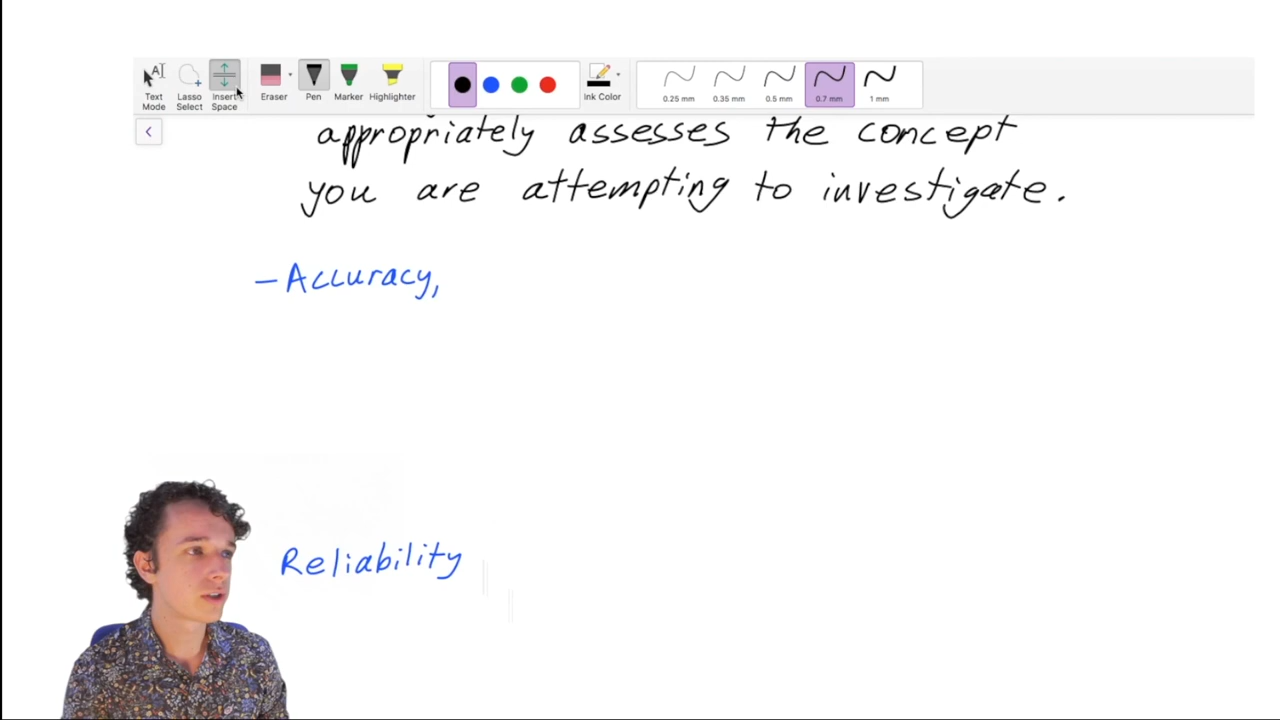 Text Mode
Lasso Select
Insert Space
Eraser
Pen
Marker
Highlighter
Ink Color
0.25 mm
0.35 mm
0.5 mm
0.7 mm
1 mm
appropriately assesses the concept
you are attempting to investigate.
– Accuracy,
Reliability